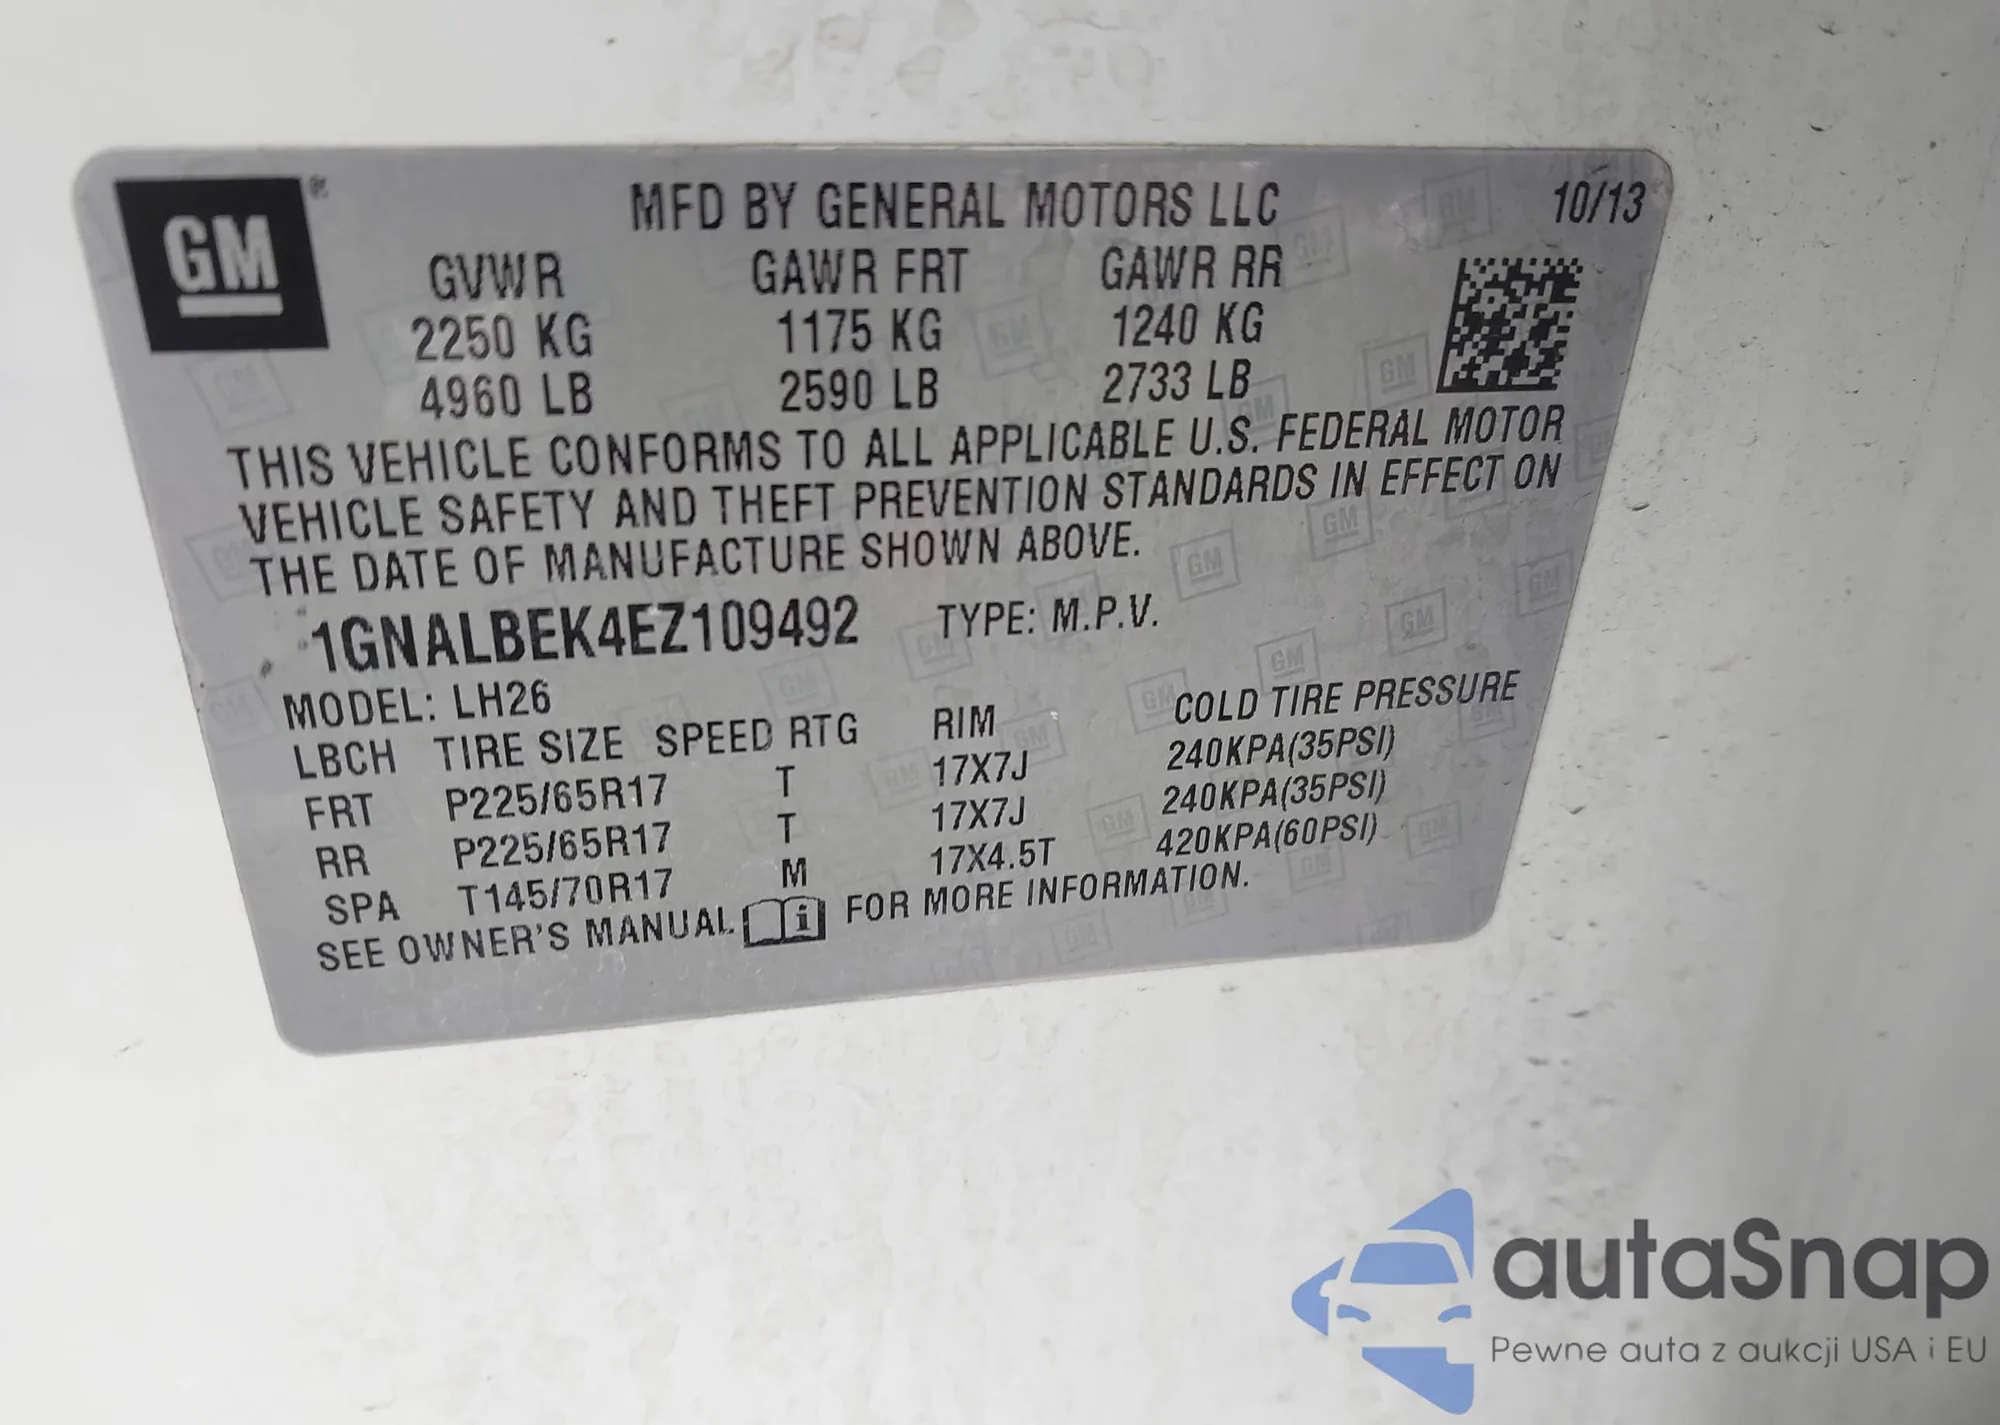 GM ® MFD BY GENERAL MOTORS LLC 10/13
GVWR GAWR FRT GAWR RR
2250 KG 1175 KG 1240 KG
4960 LB 2590 LB 2733 LB
THIS VEHICLE CONFORMS TO ALL APPLICABLE U.S. FEDERAL MOTOR
VEHICLE SAFETY AND THEFT PREVENTION STANDARDS IN EFFECT ON
THE DATE OF MANUFACTURE SHOWN ABOVE.
1GNALBEK4EZ109492 TYPE: M.P.V.
MODEL: LH26
LBCH TIRE SIZE SPEED RTG RIM COLD TIRE PRESSURE
FRT P225/65R17 T 17X7J 240KPA(35PSI)
RR P225/65R17 T 17X7J 240KPA(35PSI)
SPA T145/70R17 M 17X4.5T 420KPA(60PSI)
SEE OWNER'S MANUAL i FOR MORE INFORMATION.
autaSnap
Pewne auta z aukcji USA i EU